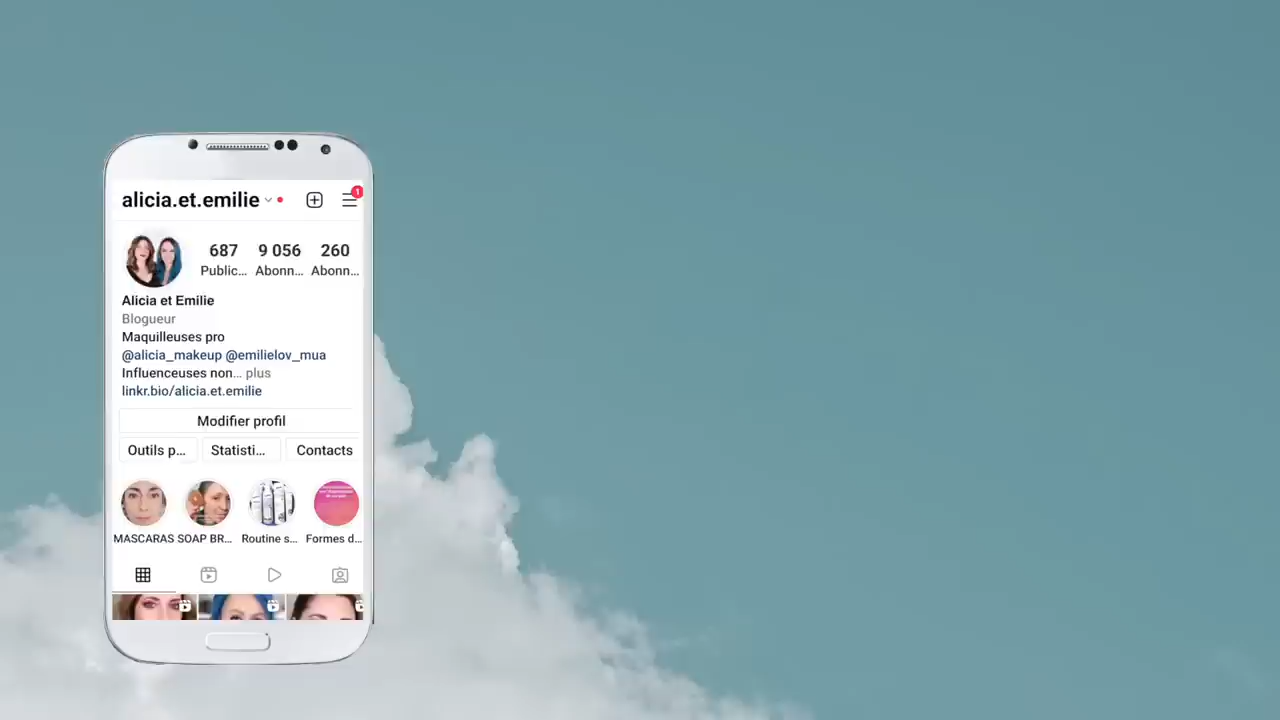 alicia.et.emilie
1
687 9 056 260
Public... Abonn... Abonn...
Alicia et Emilie
Blogueur
Maquilleuses pro
@alicia_makeup @emilielov_mua
Influenceuses non... plus
linkr.bio/alicia.et.emilie
Modifier profil
Outils p... Statisti... Contacts
MASCARAS SOAP BR... Routine s... Formes d...